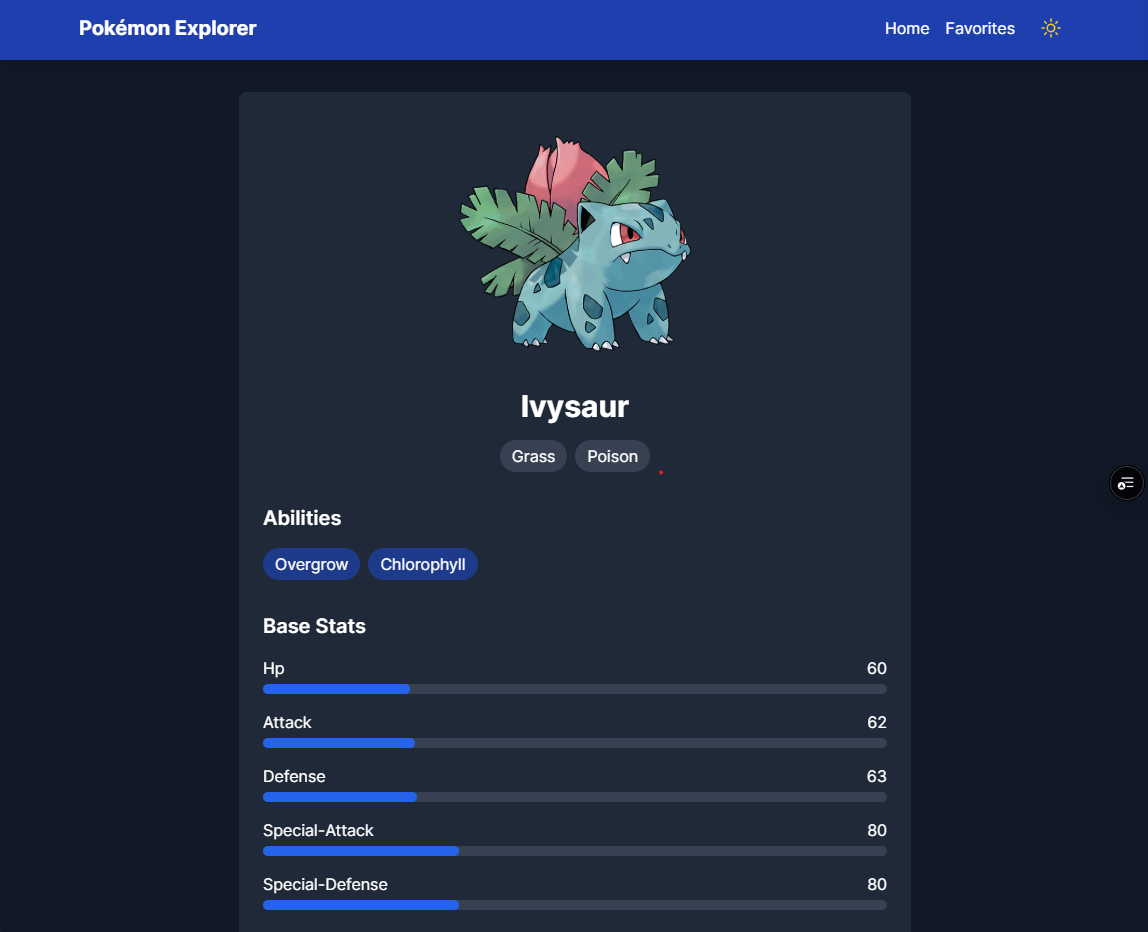 Pokémon Explorer
Home Favorites
Ivysaur
Grass Poison
Abilities
Overgrow Chlorophyll
Base Stats
Hp 60
Attack 62
Defense 63
Special-Attack 80
Special-Defense 80